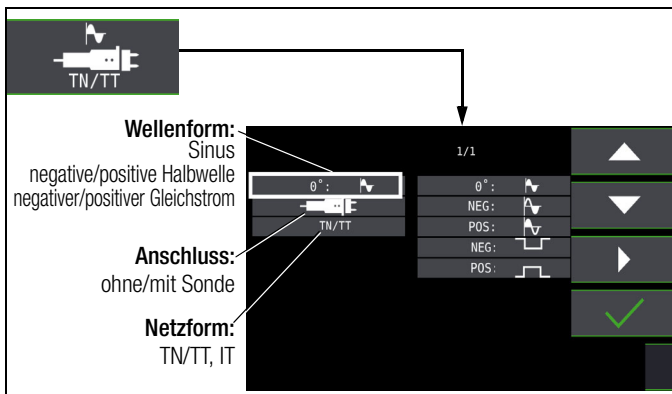 TN/TT
Wellenform:
Sinus
negative/positive Halbwelle
negativer/positiver Gleichstrom
Anschluss:
ohne/mit Sonde
Netzform:
TN/TT, IT
1/1
0°:
TN/TT
0°:
NEG:
POS:
NEG:
POS: